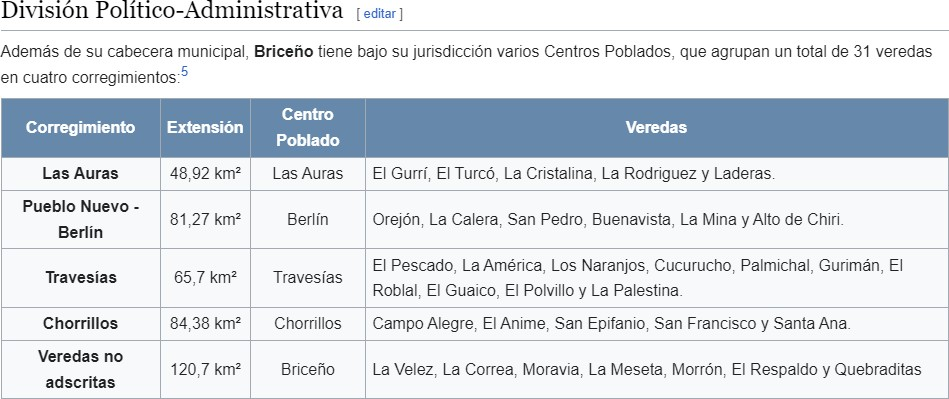 División Político-Administrativa [ editar ]
Además de su cabecera municipal, Briceño tiene bajo su jurisdicción varios Centros Poblados, que agrupan un total de 31 veredas
en cuatro corregimientos:5
Corregimiento Extensión Centro Poblado Veredas
Las Auras 48,92 km² Las Auras El Gurrí, El Turcó, La Cristalina, La Rodriguez y Laderas.
Pueblo Nuevo - Berlín 81,27 km² Berlín Orejón, La Calera, San Pedro, Buenavista, La Mina y Alto de Chiri.
Travesías 65,7 km² Travesías El Pescado, La América, Los Naranjos, Cucurucho, Palmichal, Gurimán, El
Roblal, El Guaico, El Polvillo y La Palestina.
Chorrillos 84,38 km² Chorrillos Campo Alegre, El Anime, San Epifanio, San Francisco y Santa Ana.
Veredas no adscritas 120,7 km² Briceño La Velez, La Correa, Moravia, La Meseta, Morrón, El Respaldo y Quebraditas